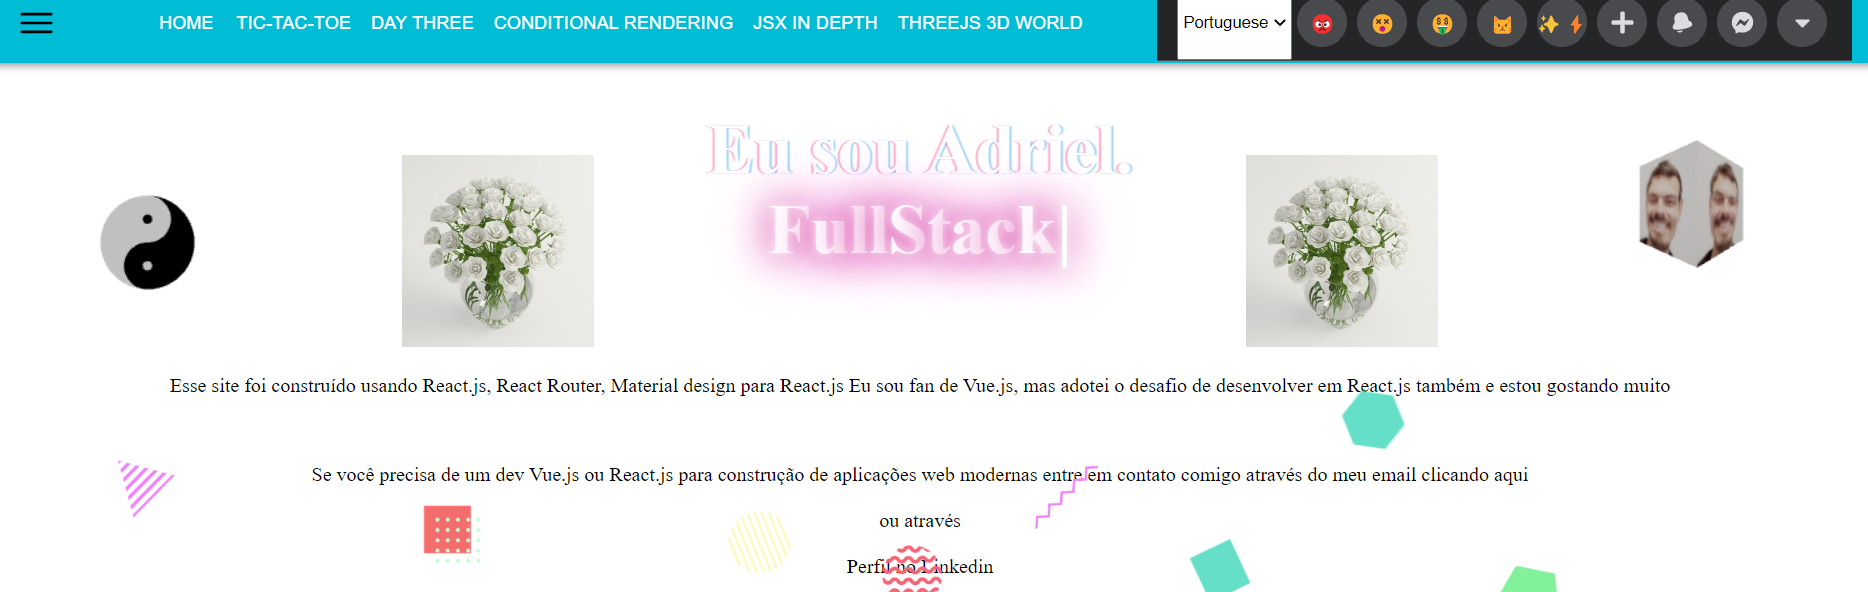 HOME TIC-TAC-TOE DAY THREE CONDITIONAL RENDERING JSX IN DEPTH THREEJS 3D WORLD Portuguese
Eu sou Adriel.
FullStack|
Esse site foi construído usando React.js, React Router, Material design para React.js Eu sou fan de Vue.js, mas adotei o desafio de desenvolver em React.js também e estou gostando muito
Se você precisa de um dev Vue.js ou React.js para construção de aplicações web modernas entre em contato comigo através do meu email clicando aqui
ou através
Perfil no Linkedin